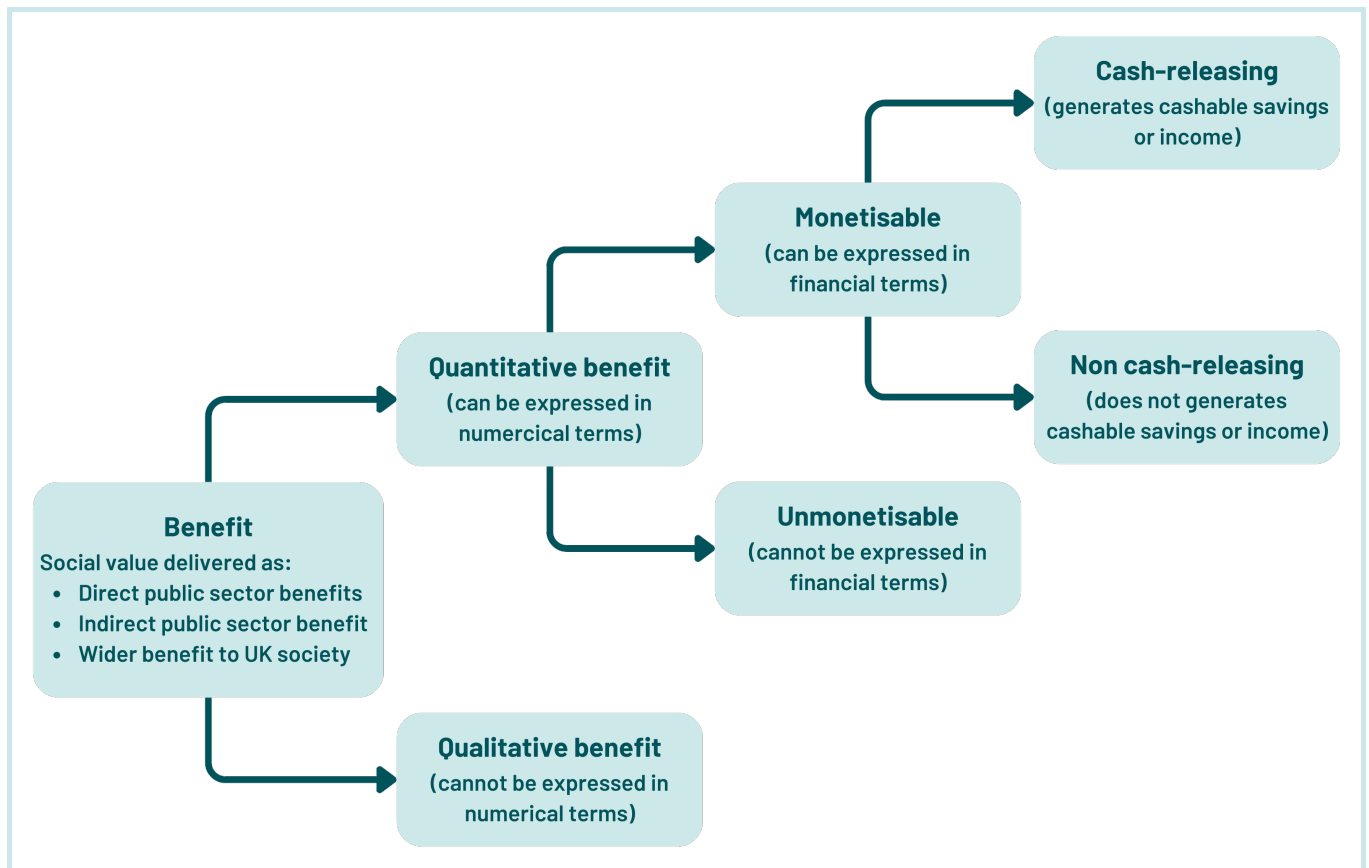 Cash-releasing
(generates cashable savings
or income)
Monetisable
(can be expressed in
financial terms)
Quantitative benefit
(can be expressed in
numercical terms)
Non cash-releasing
(does not generates
cashable savings or income)
Benefit
Social value delivered as:
• Direct public sector benefits
• Indirect public sector benefit
• Wider benefit to UK society
Unmonetisable
(cannot be expressed in
financial terms)
Qualitative benefit
(cannot be expressed in
numerical terms)